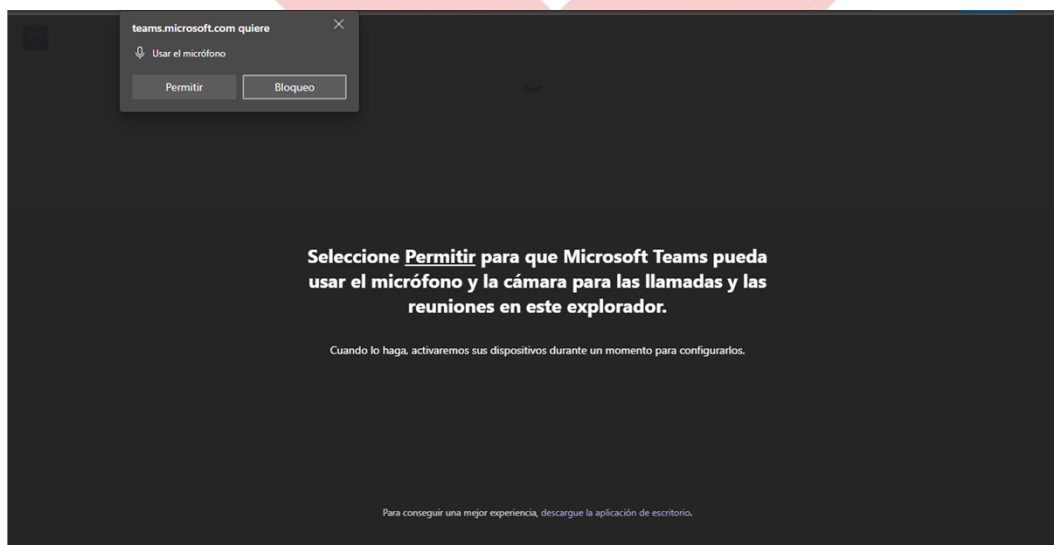 teams.microsoft.com quiere
Usar el micrófono
Permitir
Bloqueo
Seleccione Permitir para que Microsoft Teams pueda
usar el micrófono y la cámara para las llamadas y las
reuniones en este explorador.
Cuando lo haga, activaremos sus dispositivos durante un momento para configurarlos.
Para conseguir una mejor experiencia, descargue la aplicación de escritorio.